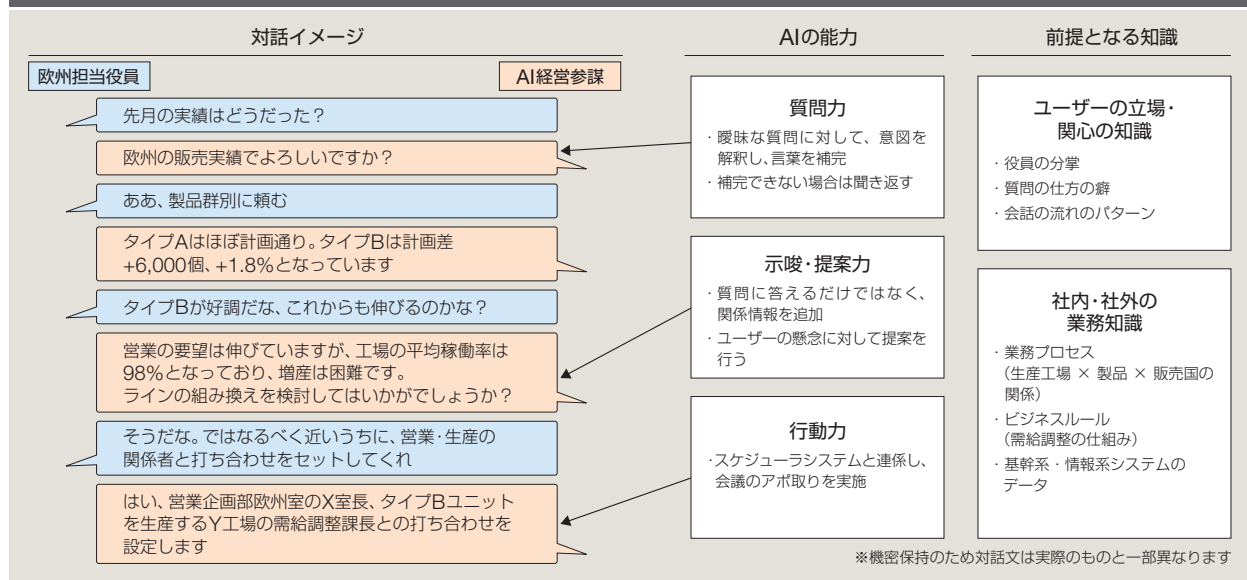 対話イメージ
欧州担当役員
AI経営参謀
先月の実績はどうだった？
欧州の販売実績でよろしいですか？
ああ、製品群別に頼む
タイプAはほぼ計画通り。タイプBは計画差
+6,000個、+1.8%となっています
タイプBが好調だな、これからも伸びるのかな？
営業の要望は伸びていますが、工場の平均稼働率は
98%となっており、増産は困難です。
ラインの組み換えを検討してはいかがでしょうか？
そうだな。ではなるべく近いうちに、営業・生産の
関係者と打ち合わせをセットしてくれ
はい、営業企画部欧州室のX室長、タイプBユニット
を生産するY工場の需給調整課長との打ち合わせを
設定します
AIの能力
質問力
・曖昧な質問に対して、意図を
解釈し、言葉を補完
・補完できない場合は聞き返す
示唆・提案力
・質問に答えるだけではなく、
関係情報を追加
・ユーザーの懸念に対して提案を
行う
行動力
・スケジューラシステムと連係し、
会議のアポ取りを実施
前提となる知識
ユーザーの立場・
関心の知識
・役員の分掌
・質問の仕方の癖
・会話の流れのパターン
社内・社外の
業務知識
・業務プロセス
（生産工場 × 製品 × 販売国の
関係）
・ビジネスルール
（需給調整の仕組み）
・基幹系・情報系システムの
データ
※機密保持のため対話文は実際のものと一部異なります